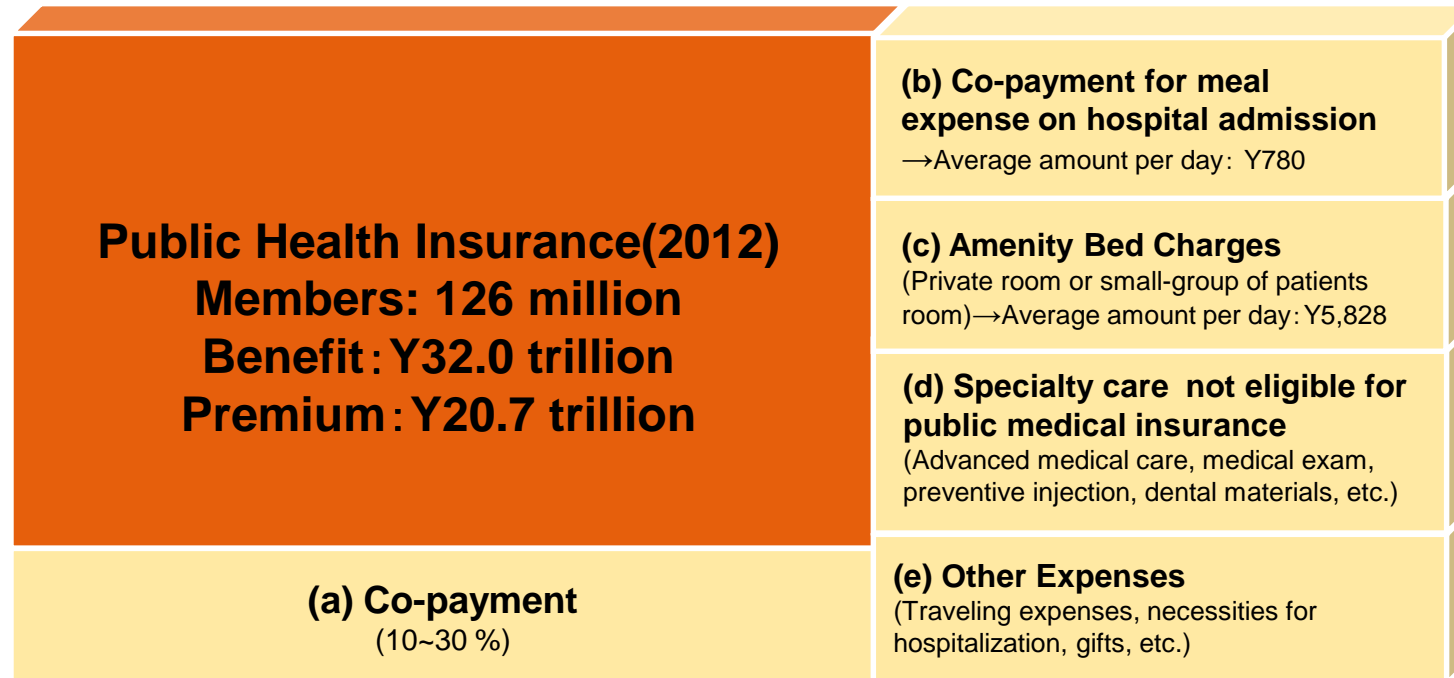 Public Health Insurance(2012)
Members: 126 million
Benefit：Y32.0 trillion
Premium：Y20.7 trillion
(a) Co-payment
(10~30 %)
(b) Co-payment for meal
expense on hospital admission
→Average amount per day： Y780
(c) Amenity Bed Charges
(Private room or small-group of patients
room)→Average amount per day：Y5,828
(d) Specialty care  not eligible for
public medical insurance
(Advanced medical care, medical exam,
preventive injection, dental materials, etc.)
(e) Other Expenses
(Traveling expenses, necessities for
hospitalization, gifts, etc.)